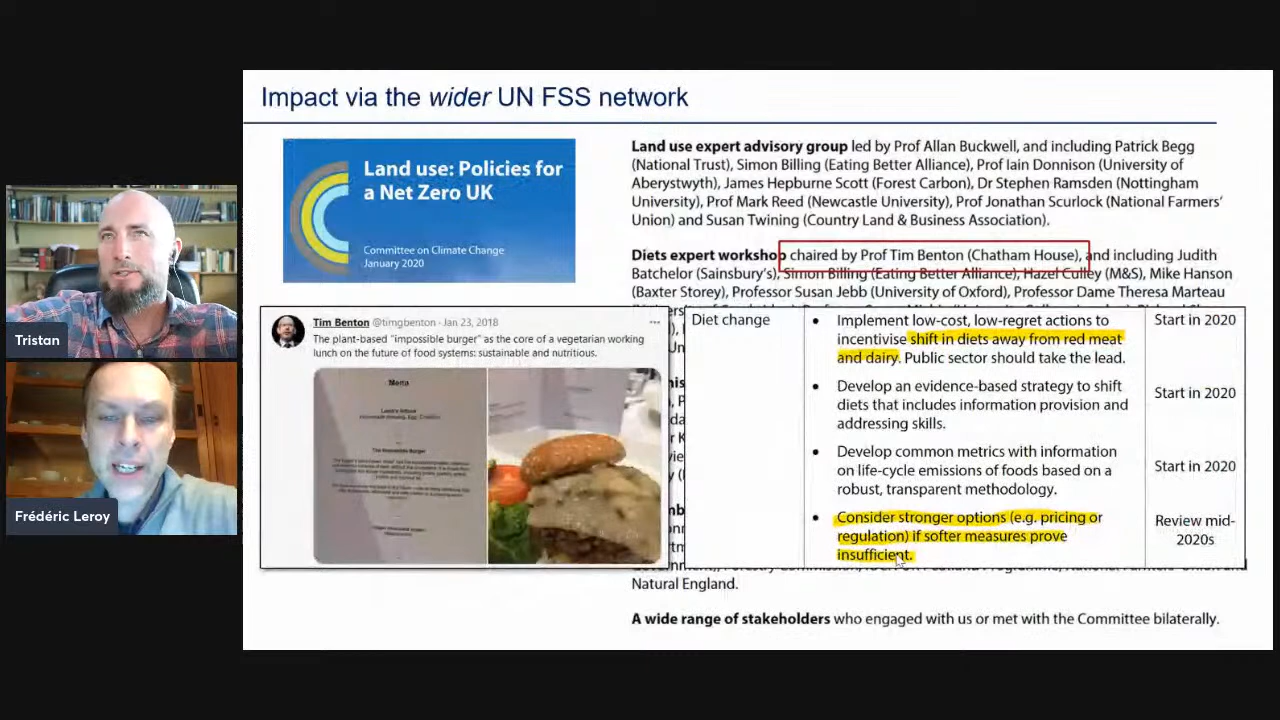 Impact via the wider UN FSS network
Land use: Policies for
a Net Zero UK
Committee on Climate Change
January 2020
Land use expert advisory group led by Prof Allan Buckwell, and including Patrick Begg
(National Trust), Simon Billing (Eating Better Alliance), Prof Iain Donnison (University of
Aberystwyth), James Hepburne Scott (Forest Carbon), Dr Stephen Ramsden (Nottingham
University), Prof Mark Reed (Newcastle University), Prof Jonathan Scurlock (National Farmers'
Union) and Susan Twining (Country Land & Business Association).
Diets expert workshop chaired by Prof Tim Benton (Chatham House), and including Judith
Batchelor (Sainsbury's), Simon Billing (Eating Better Alliance), Hazel Culley (M&S), Mike Hanson
(Baxter Storey), Professor Susan Jebb (University of Oxford), Professor Dame Theresa Marteau
Tim Benton @timgbenton · Jan 23, 2018
The plant-based "impossible burger" as the core of a vegetarian working
lunch on the future of food systems: sustainable and nutritious.
Menu
Diet change
Implement low-cost, low-regret actions to
incentivise shift in diets away from red meat
and dairy. Public sector should take the lead.
Start in 2020
Develop an evidence-based strategy to shift
diets that includes information provision and
addressing skills.
Start in 2020
Develop common metrics with information
on life-cycle emissions of foods based on a
robust, transparent methodology.
Start in 2020
Consider stronger options (e.g. pricing or
regulation) if softer measures prove
insufficient.
Review mid-
2020s
Natural England.
A wide range of stakeholders who engaged with us or met with the Committee bilaterally.
Tristan
Frédéric Leroy